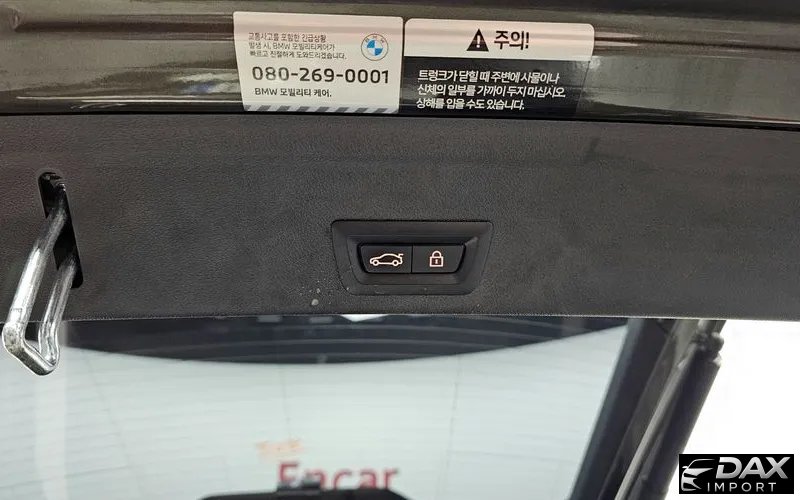 교통사고를 포함한 긴급상황
발생 시, BMW 모빌리티케어가
빠르고 친절하게 도와드리겠습니다.
BMW
080-269-0001
BMW 모빌리티 케어.
주의!
트렁크가 닫힐 때 주변에 사물이나
신체의 일부를 가까이 두지 마십시오.
상해를 입을 수도 있습니다.
Encar
DAX
IMPORT